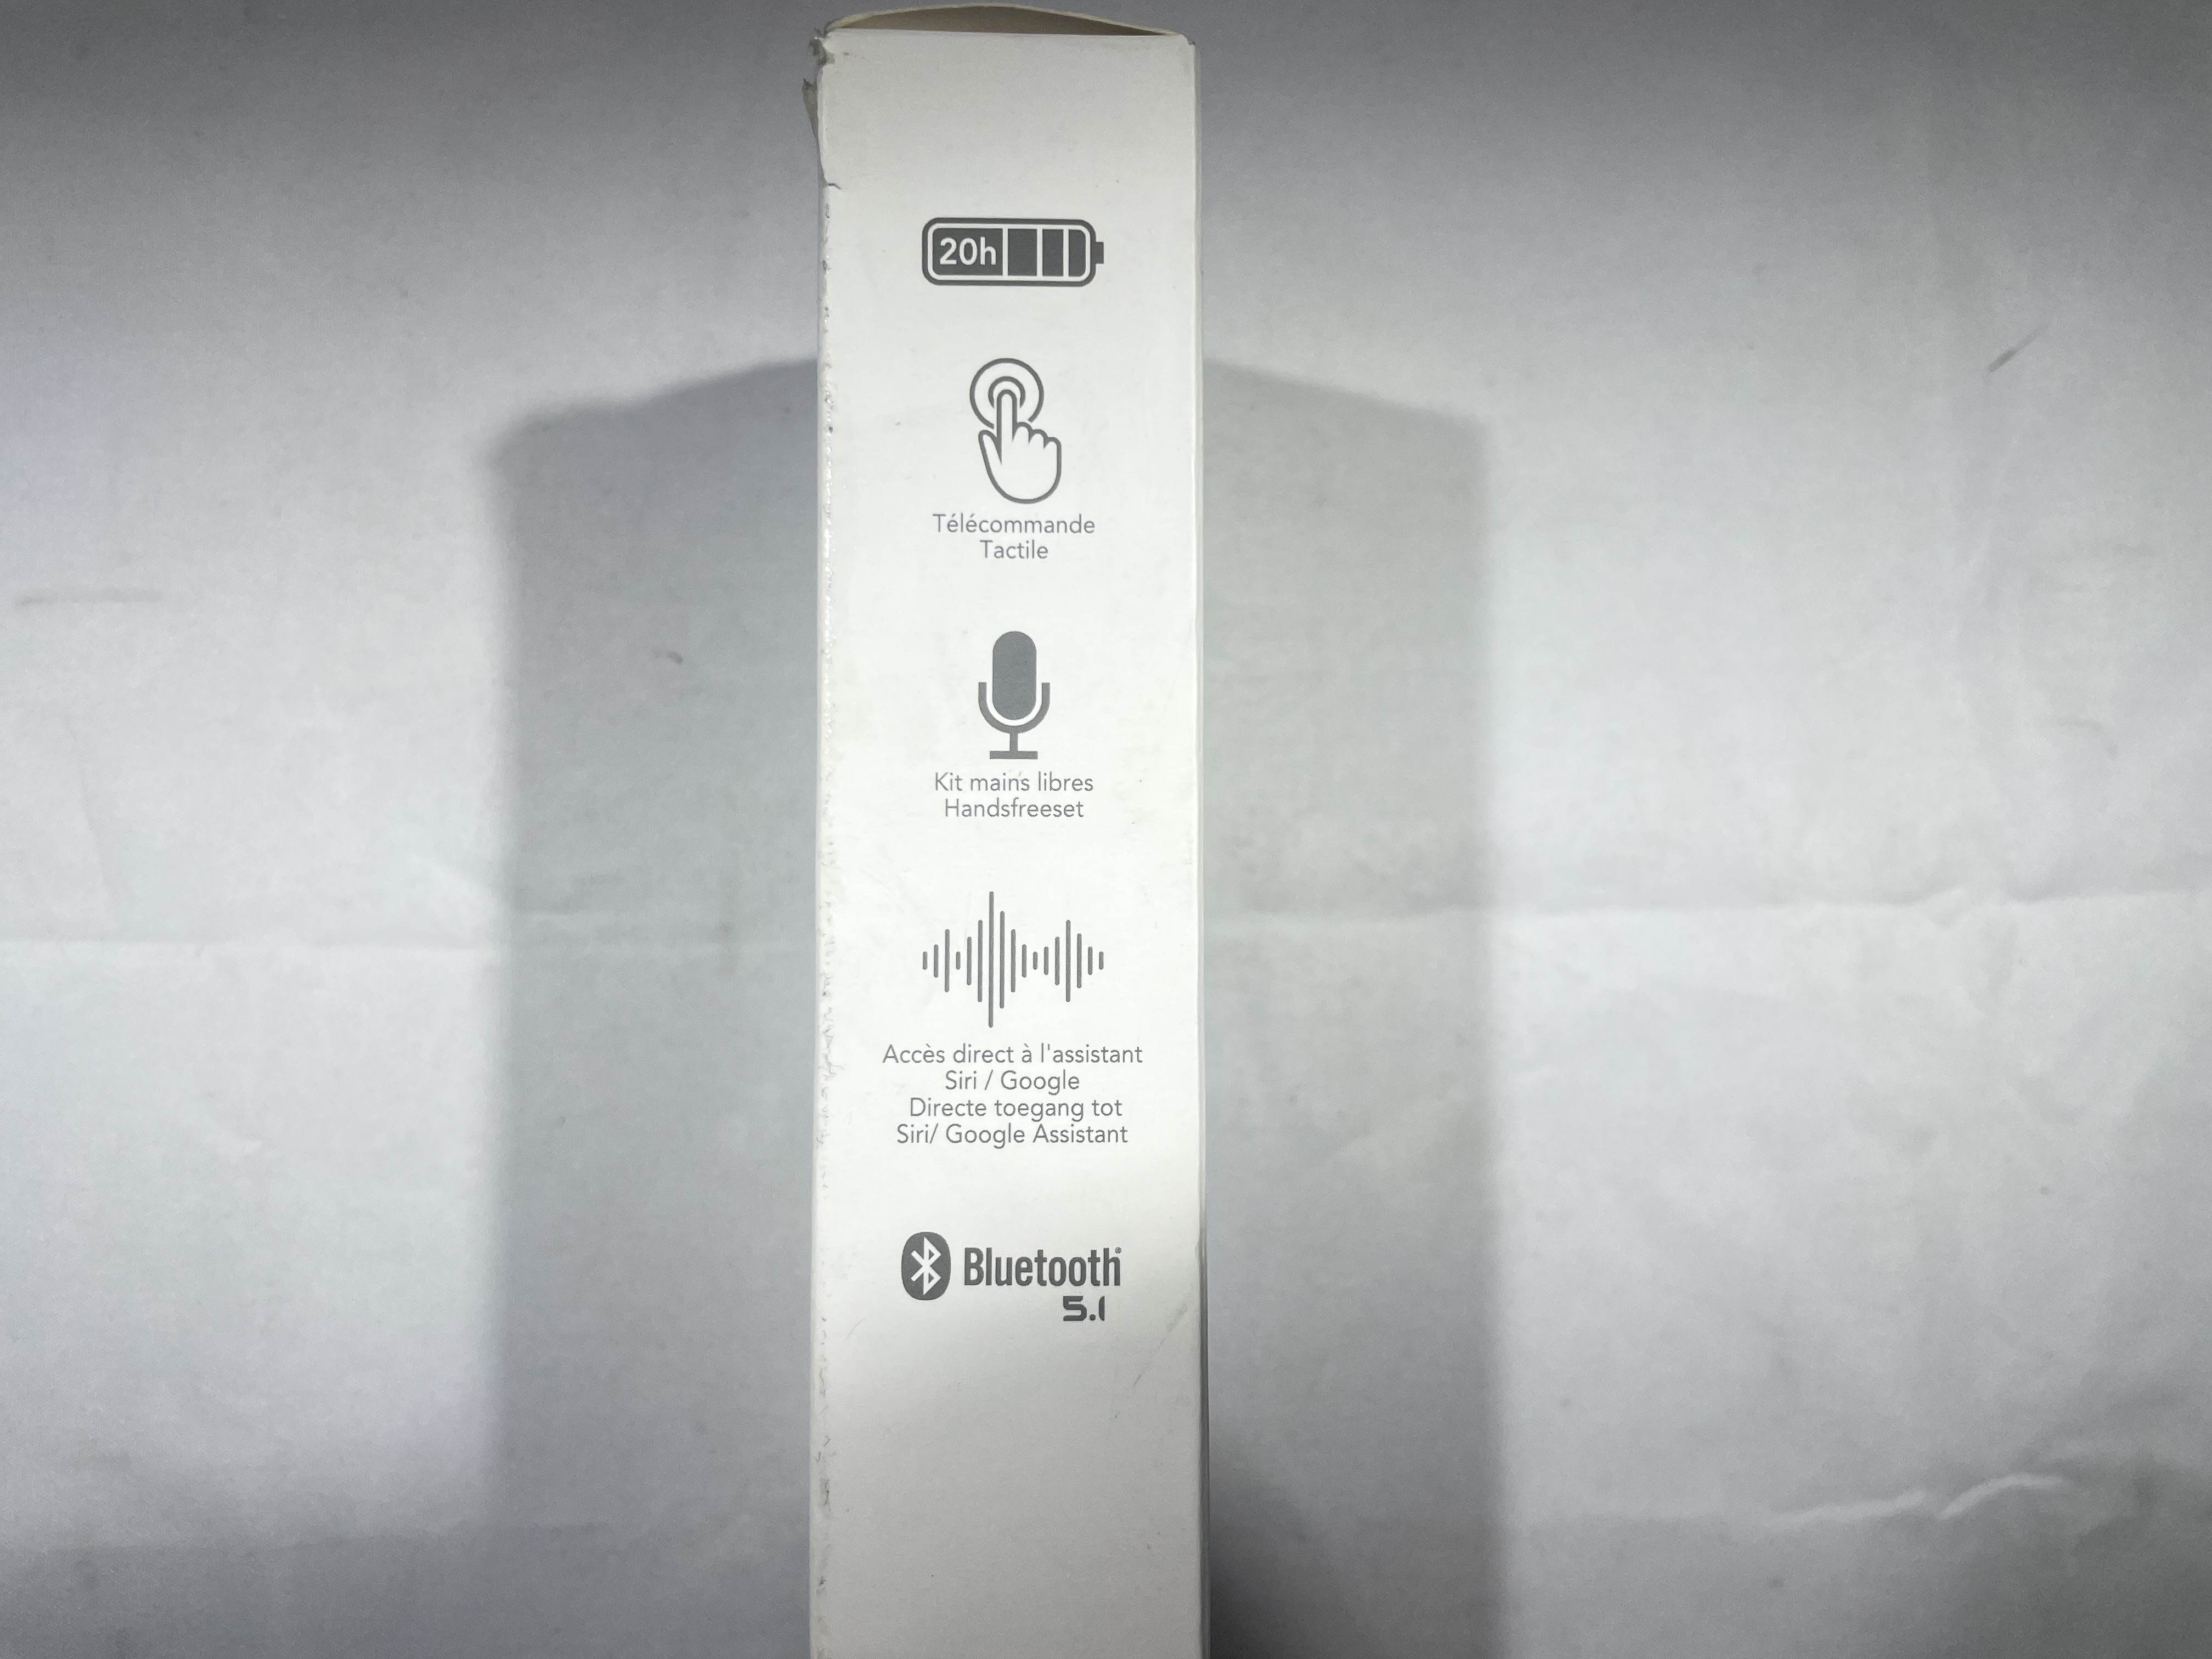 20h
Télécommande
Tactile
Kit mains libres
Handsfreeset
Accès direct à l'assistant
Siri / Google
Directe toegang tot
Siri/ Google Assistant
Bluetooth®
5.1